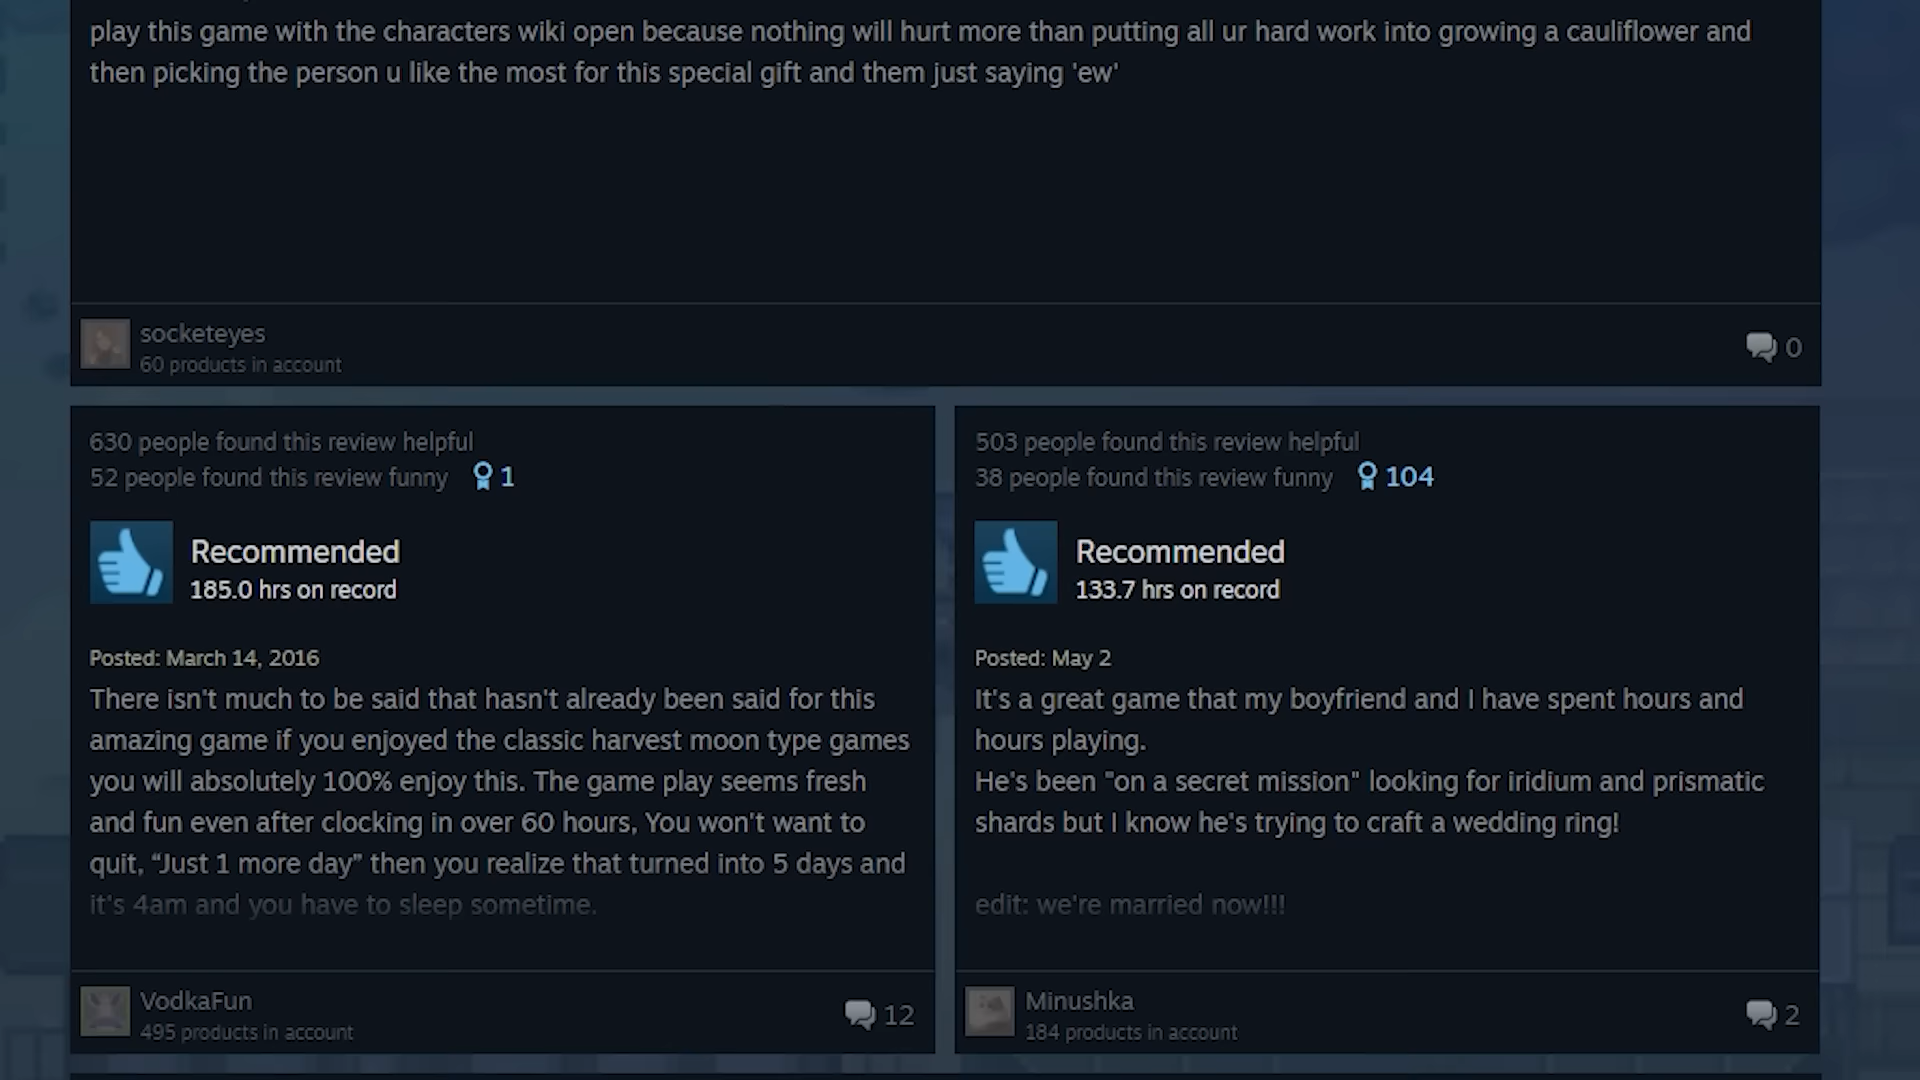 play this game with the characters wiki open because nothing will hurt more than putting all ur hard work into growing a cauliflower and
then picking the person u like the most for this special gift and them just saying 'ew'
socketeyes
60 products in account
0
630 people found this review helpful
52 people found this review funny 1
Recommended
185.0 hrs on record
Posted: March 14, 2016
There isn't much to be said that hasn't already been said for this
amazing game if you enjoyed the classic harvest moon type games
you will absolutely 100% enjoy this. The game play seems fresh
and fun even after clocking in over 60 hours, You won't want to
quit, “Just 1 more day” then you realize that turned into 5 days and
it's 4am and you have to sleep sometime.
VodkaFun
495 products in account
12
503 people found this review helpful
38 people found this review funny 104
Recommended
133.7 hrs on record
Posted: May 2
It's a great game that my boyfriend and I have spent hours and
hours playing.
He's been "on a secret mission" looking for iridium and prismatic
shards but I know he's trying to craft a wedding ring!
edit: we're married now!!!
Minushka
184 products in account
2